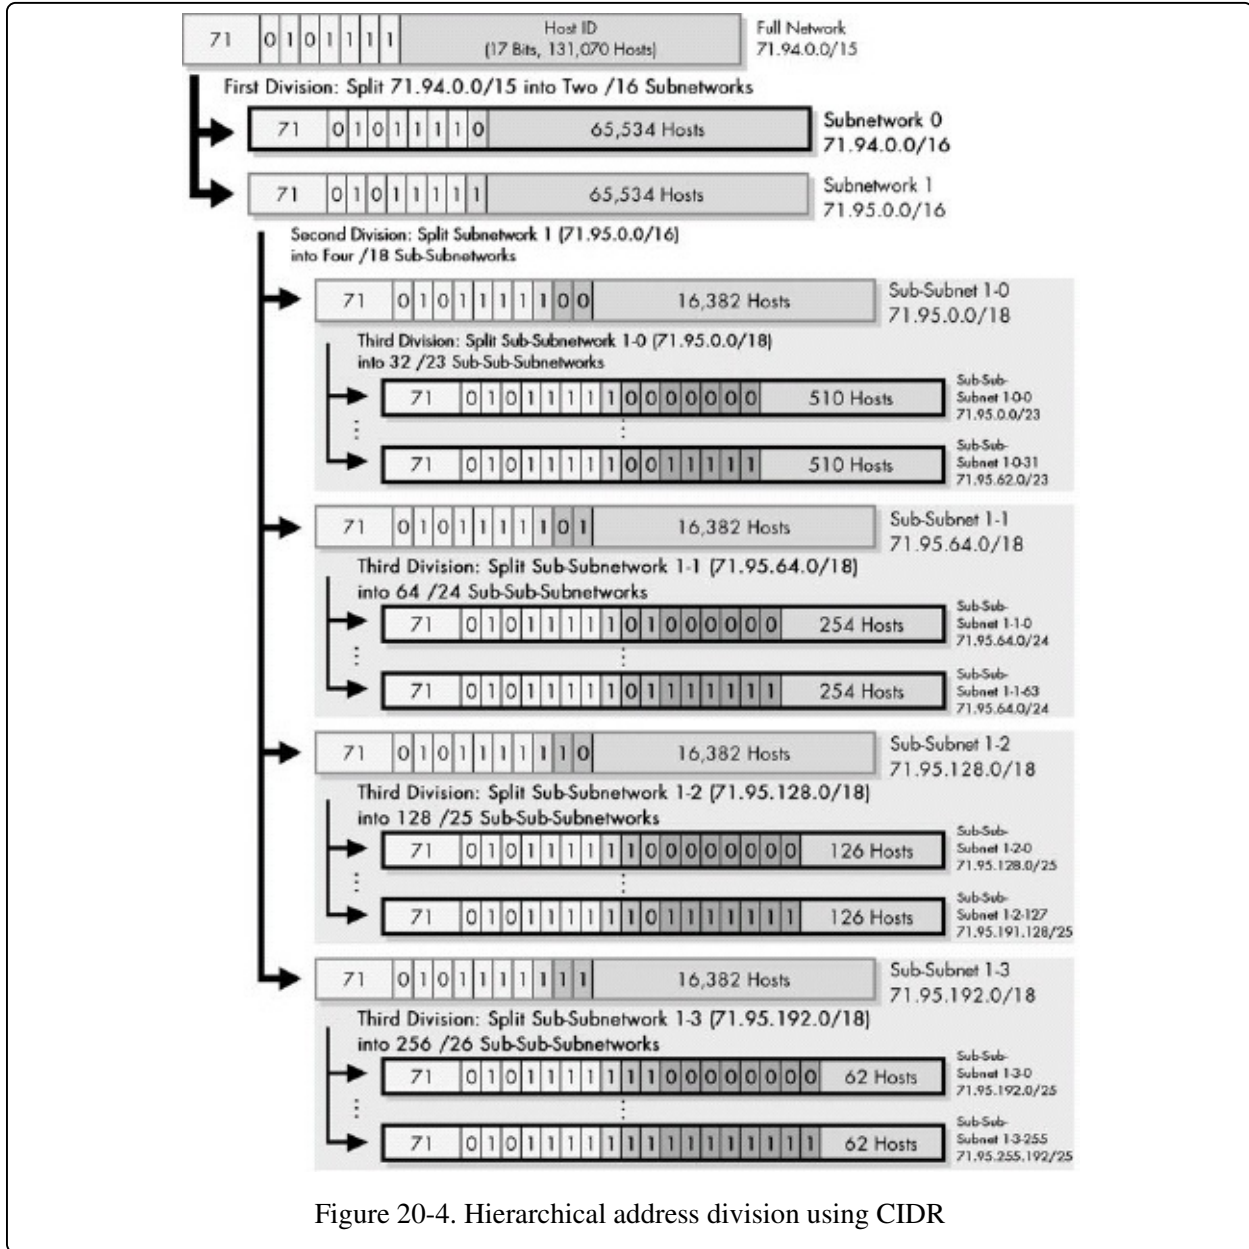 71 0 1 0 1 1 1 1 Host ID
(17 Bits, 131,070 Hosts)
Full Network
71.94.0.0/15
First Division: Split 71.94.0.0/15 into Two /16 Subnetworks
71 0 1 0 1 1 1 1 0 65,534 Hosts
Subnetwork 0
71.94.0.0/16
71 0 1 0 1 1 1 1 1 65,534 Hosts
Subnetwork 1
71.95.0.0/16
Second Division: Split Subnetwork 1 (71.95.0.0/16)
into Four /18 Sub-Subnetworks
71 0 1 0 1 1 1 1 1 0 0 16,382 Hosts
Sub-Subnet 1-0
71.95.0.0/18
Third Division: Split Sub-Subnetwork 1-0 (71.95.0.0/18)
into 32 /23 Sub-Sub-Subnetworks
71 0 1 0 1 1 1 1 1 0 0 0 0 0 0 0 510 Hosts
Sub-Sub-
Subnet 1-0-0
71.95.0.0/23
71 0 1 0 1 1 1 1 1 0 0 1 1 1 1 1 510 Hosts
Sub-Sub-
Subnet 1-0-31
71.95.62.0/23
71 0 1 0 1 1 1 1 1 0 1 16,382 Hosts
Sub-Subnet 1-1
71.95.64.0/18
Third Division: Split Sub-Subnetwork 1-1 (71.95.64.0/18)
into 64 /24 Sub-Sub-Subnetworks
71 0 1 0 1 1 1 1 1 0 1 0 0 0 0 0 0 254 Hosts
Sub-Sub-
Subnet 1-1-0
71.95.64.0/24
71 0 1 0 1 1 1 1 1 0 1 1 1 1 1 1 1 254 Hosts
Sub-Sub-
Subnet 1-1-63
71.95.64.0/24
71 0 1 0 1 1 1 1 1 1 0 16,382 Hosts
Sub-Subnet 1-2
71.95.128.0/18
Third Division: Split Sub-Subnetwork 1-2 (71.95.128.0/18)
into 128 /25 Sub-Sub-Subnetworks
71 0 1 0 1 1 1 1 1 1 0 0 0 0 0 0 0 0 126 Hosts
Sub-Sub-
Subnet 1-2-0
71.95.128.0/25
71 0 1 0 1 1 1 1 1 1 0 1 1 1 1 1 1 1 126 Hosts
Sub-Sub-
Subnet 1-2-127
71.95.191.128/25
71 0 1 0 1 1 1 1 1 1 1 16,382 Hosts
Sub-Subnet 1-3
71.95.192.0/18
Third Division: Split Sub-Subnetwork 1-3 (71.95.192.0/18)
into 256 /26 Sub-Sub-Subnetworks
71 0 1 0 1 1 1 1 1 1 1 0 0 0 0 0 0 0 0 62 Hosts
Sub-Sub-
Subnet 1-3-0
71.95.192.0/25
71 0 1 0 1 1 1 1 1 1 1 1 1 1 1 1 1 1 1 62 Hosts
Sub-Sub-
Subnet 1-3-255
71.95.255.192/25
Figure 20-4. Hierarchical address division using CIDR